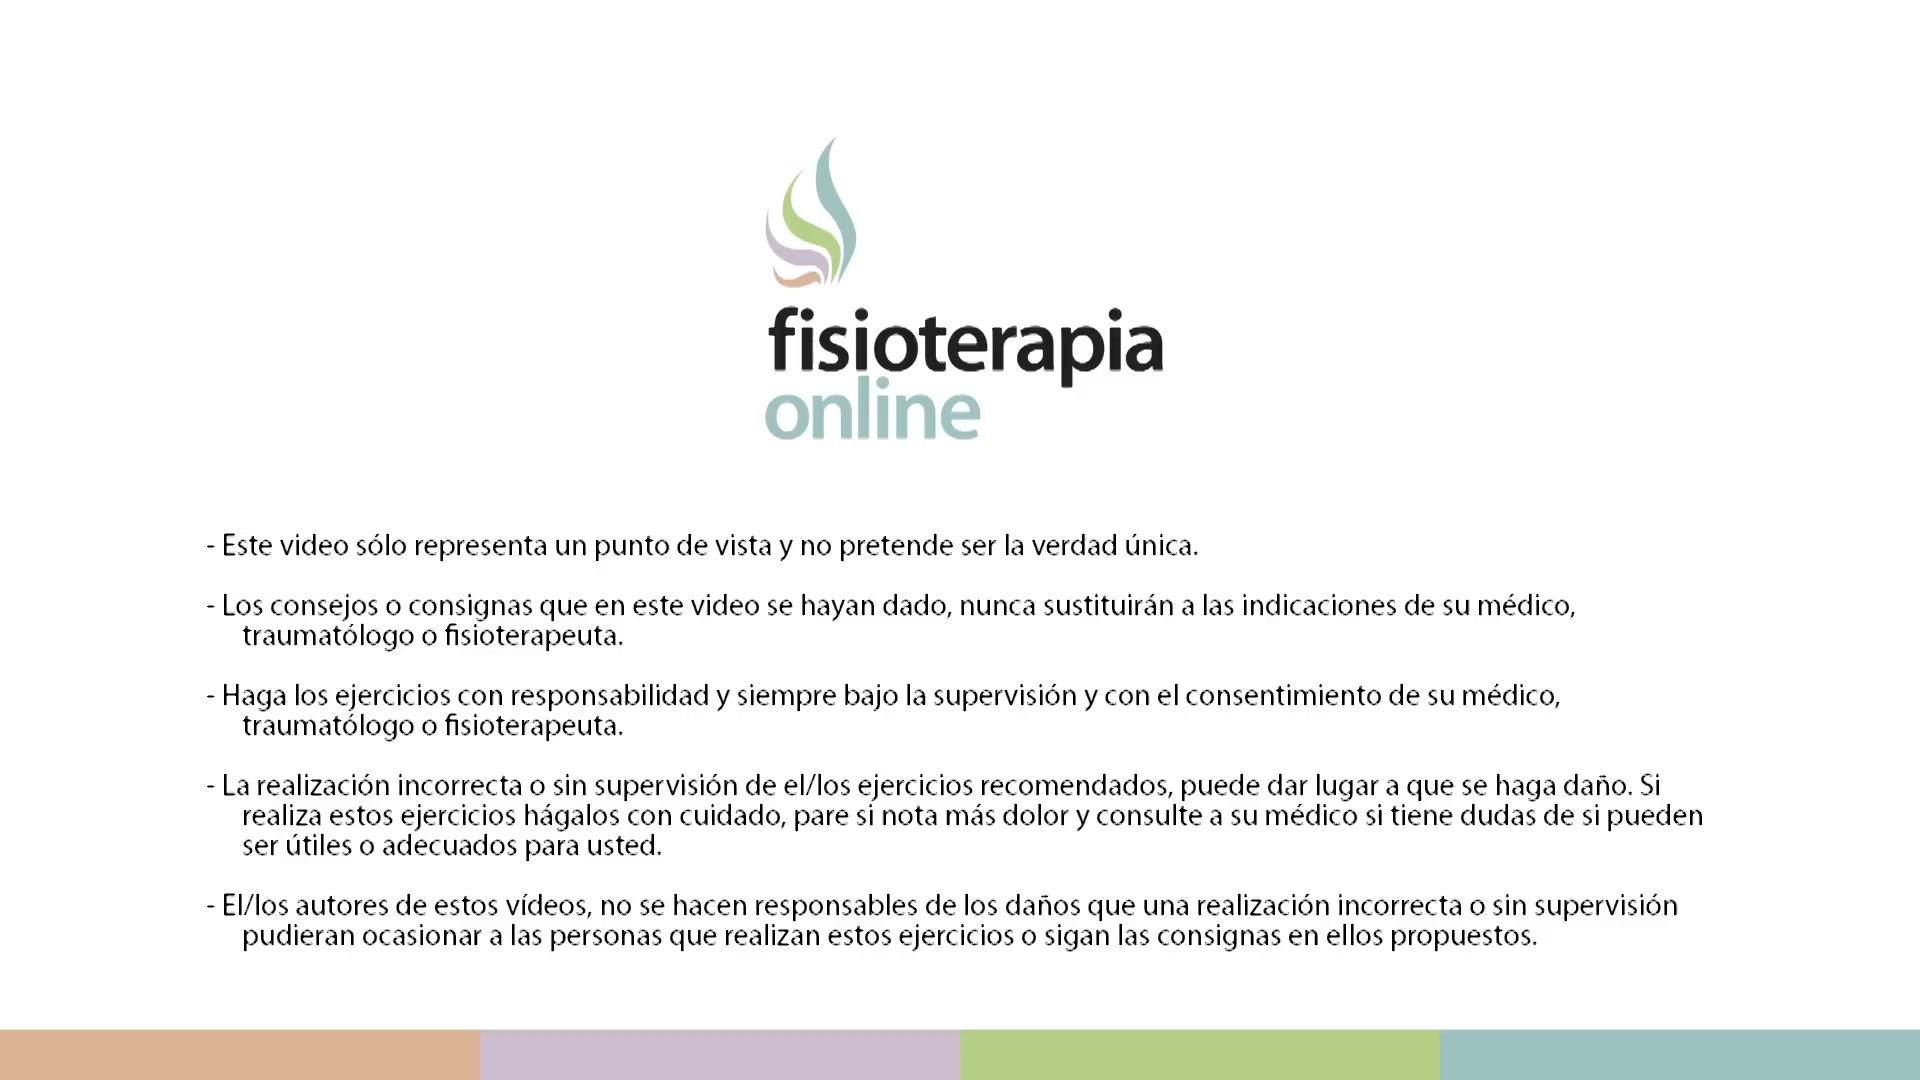 fisioterapia
online
- Este video sólo representa un punto de vista y no pretende ser la verdad única.
- Los consejos o consignas que en este video se hayan dado, nunca sustituirán a las indicaciones de su médico,
traumatólogo o fisioterapeuta.
- Haga los ejercicios con responsabilidad y siempre bajo la supervisión y con el consentimiento de su médico,
traumatólogo o fisioterapeuta.
- La realización incorrecta o sin supervisión de el/los ejercicios recomendados, puede dar lugar a que se haga daño. Si
realiza estos ejercicios hágalos con cuidado, pare si nota más dolor y consulte a su médico si tiene dudas de si pueden
ser útiles o adecuados para usted.
- El/los autores de estos vídeos, no se hacen responsables de los daños que una realización incorrecta o sin supervisión
pudieran ocasionar a las personas que realizan estos ejercicios o sigan las consignas en ellos propuestos.